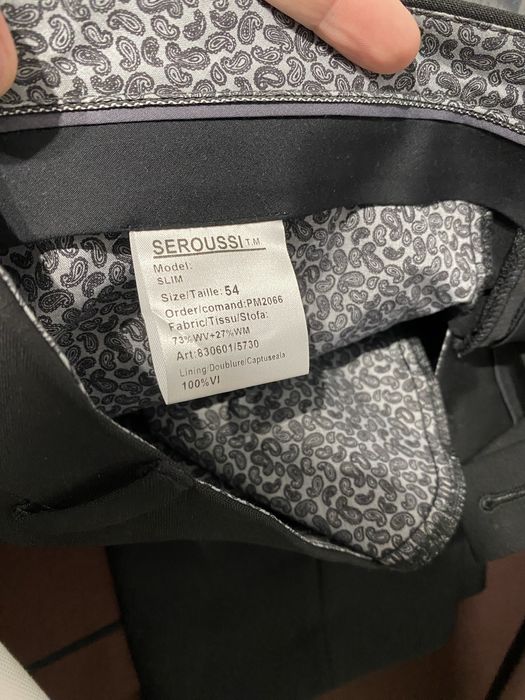 SEROUSSI T.M.
Model:
SLIM
Size/Taille: 54
Order/comand:PM2066
Fabric/Tissu/Stofa:
73%WV+27%WM
Art:830601/5730
Lining/Doublure/Captuseala
100%VI